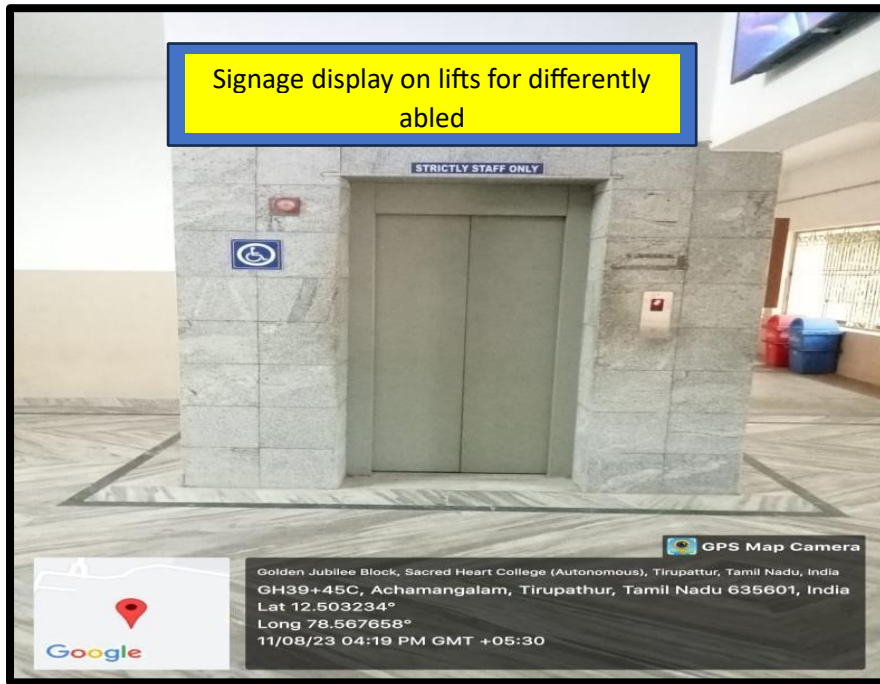 Signage display on lifts for differently
abled
STRICTLY STAFF ONLY
GPS Map Camera
Golden Jubilee Block, Sacred Heart College (Autonomous), Tirupattur, Tamil Nadu, India
GH39+45C, Achamangalam, Tirupathur, Tamil Nadu 635601, India
Lat 12.503234°
Long 78.567658°
11/08/23 04:19 PM GMT +05:30
Google